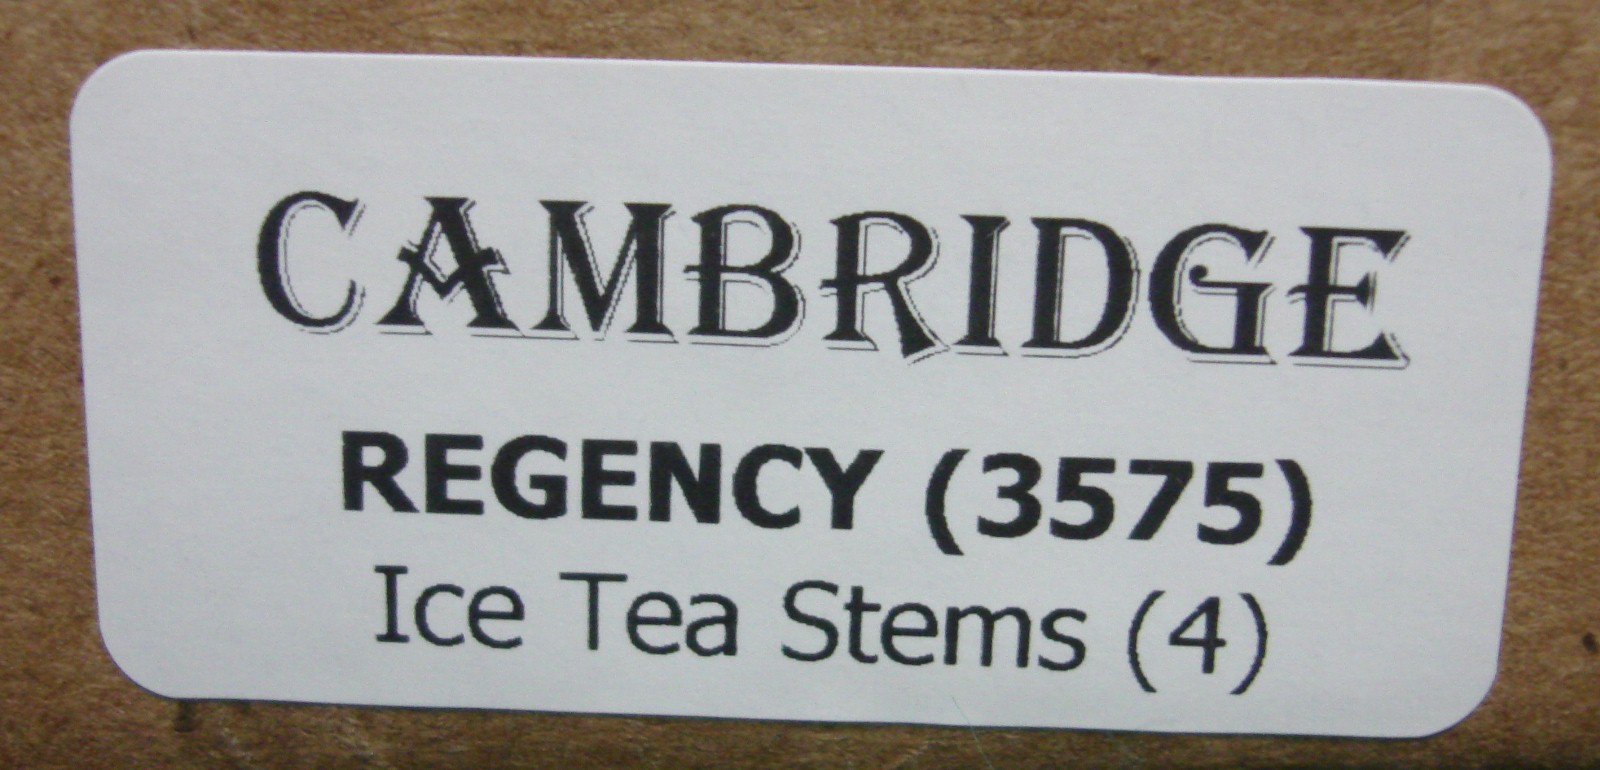 CAMBRIDGE
REGENCY (3575)
Ice Tea Stems (4)